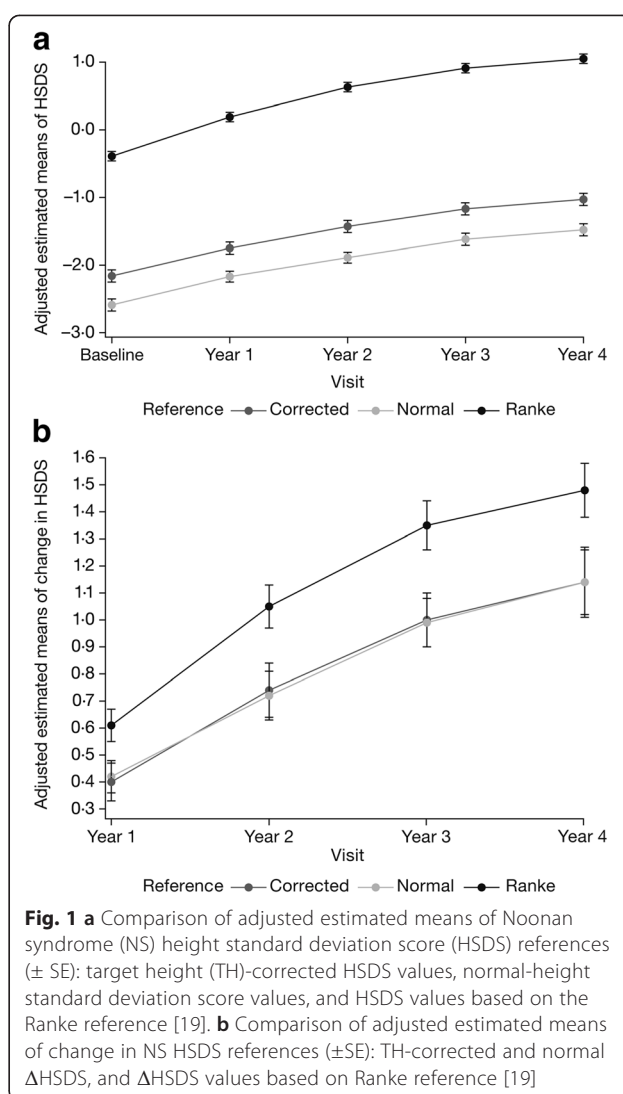 a
Adjusted estimated means of HSDS
1·0
0·0
−1·0
−2·0
−3·0
Baseline Year 1 Year 2 Year 3 Year 4
Visit
Reference Corrected Normal Ranke
b
Adjusted estimated means of change in HSDS
1·6
1·5
1·4
1·3
1·2
1·1
1·0
0·9
0·8
0·7
0·6
0·5
0·4
0·3
Year 1 Year 2 Year 3 Year 4
Visit
Reference Corrected Normal Ranke
Fig. 1 a Comparison of adjusted estimated means of Noonan
syndrome (NS) height standard deviation score (HSDS) references
(± SE): target height (TH)-corrected HSDS values, normal-height
standard deviation score values, and HSDS values based on the
Ranke reference [19]. b Comparison of adjusted estimated means
of change in NS HSDS references (±SE): TH-corrected and normal
ΔHSDS, and ΔHSDS values based on Ranke reference [19]